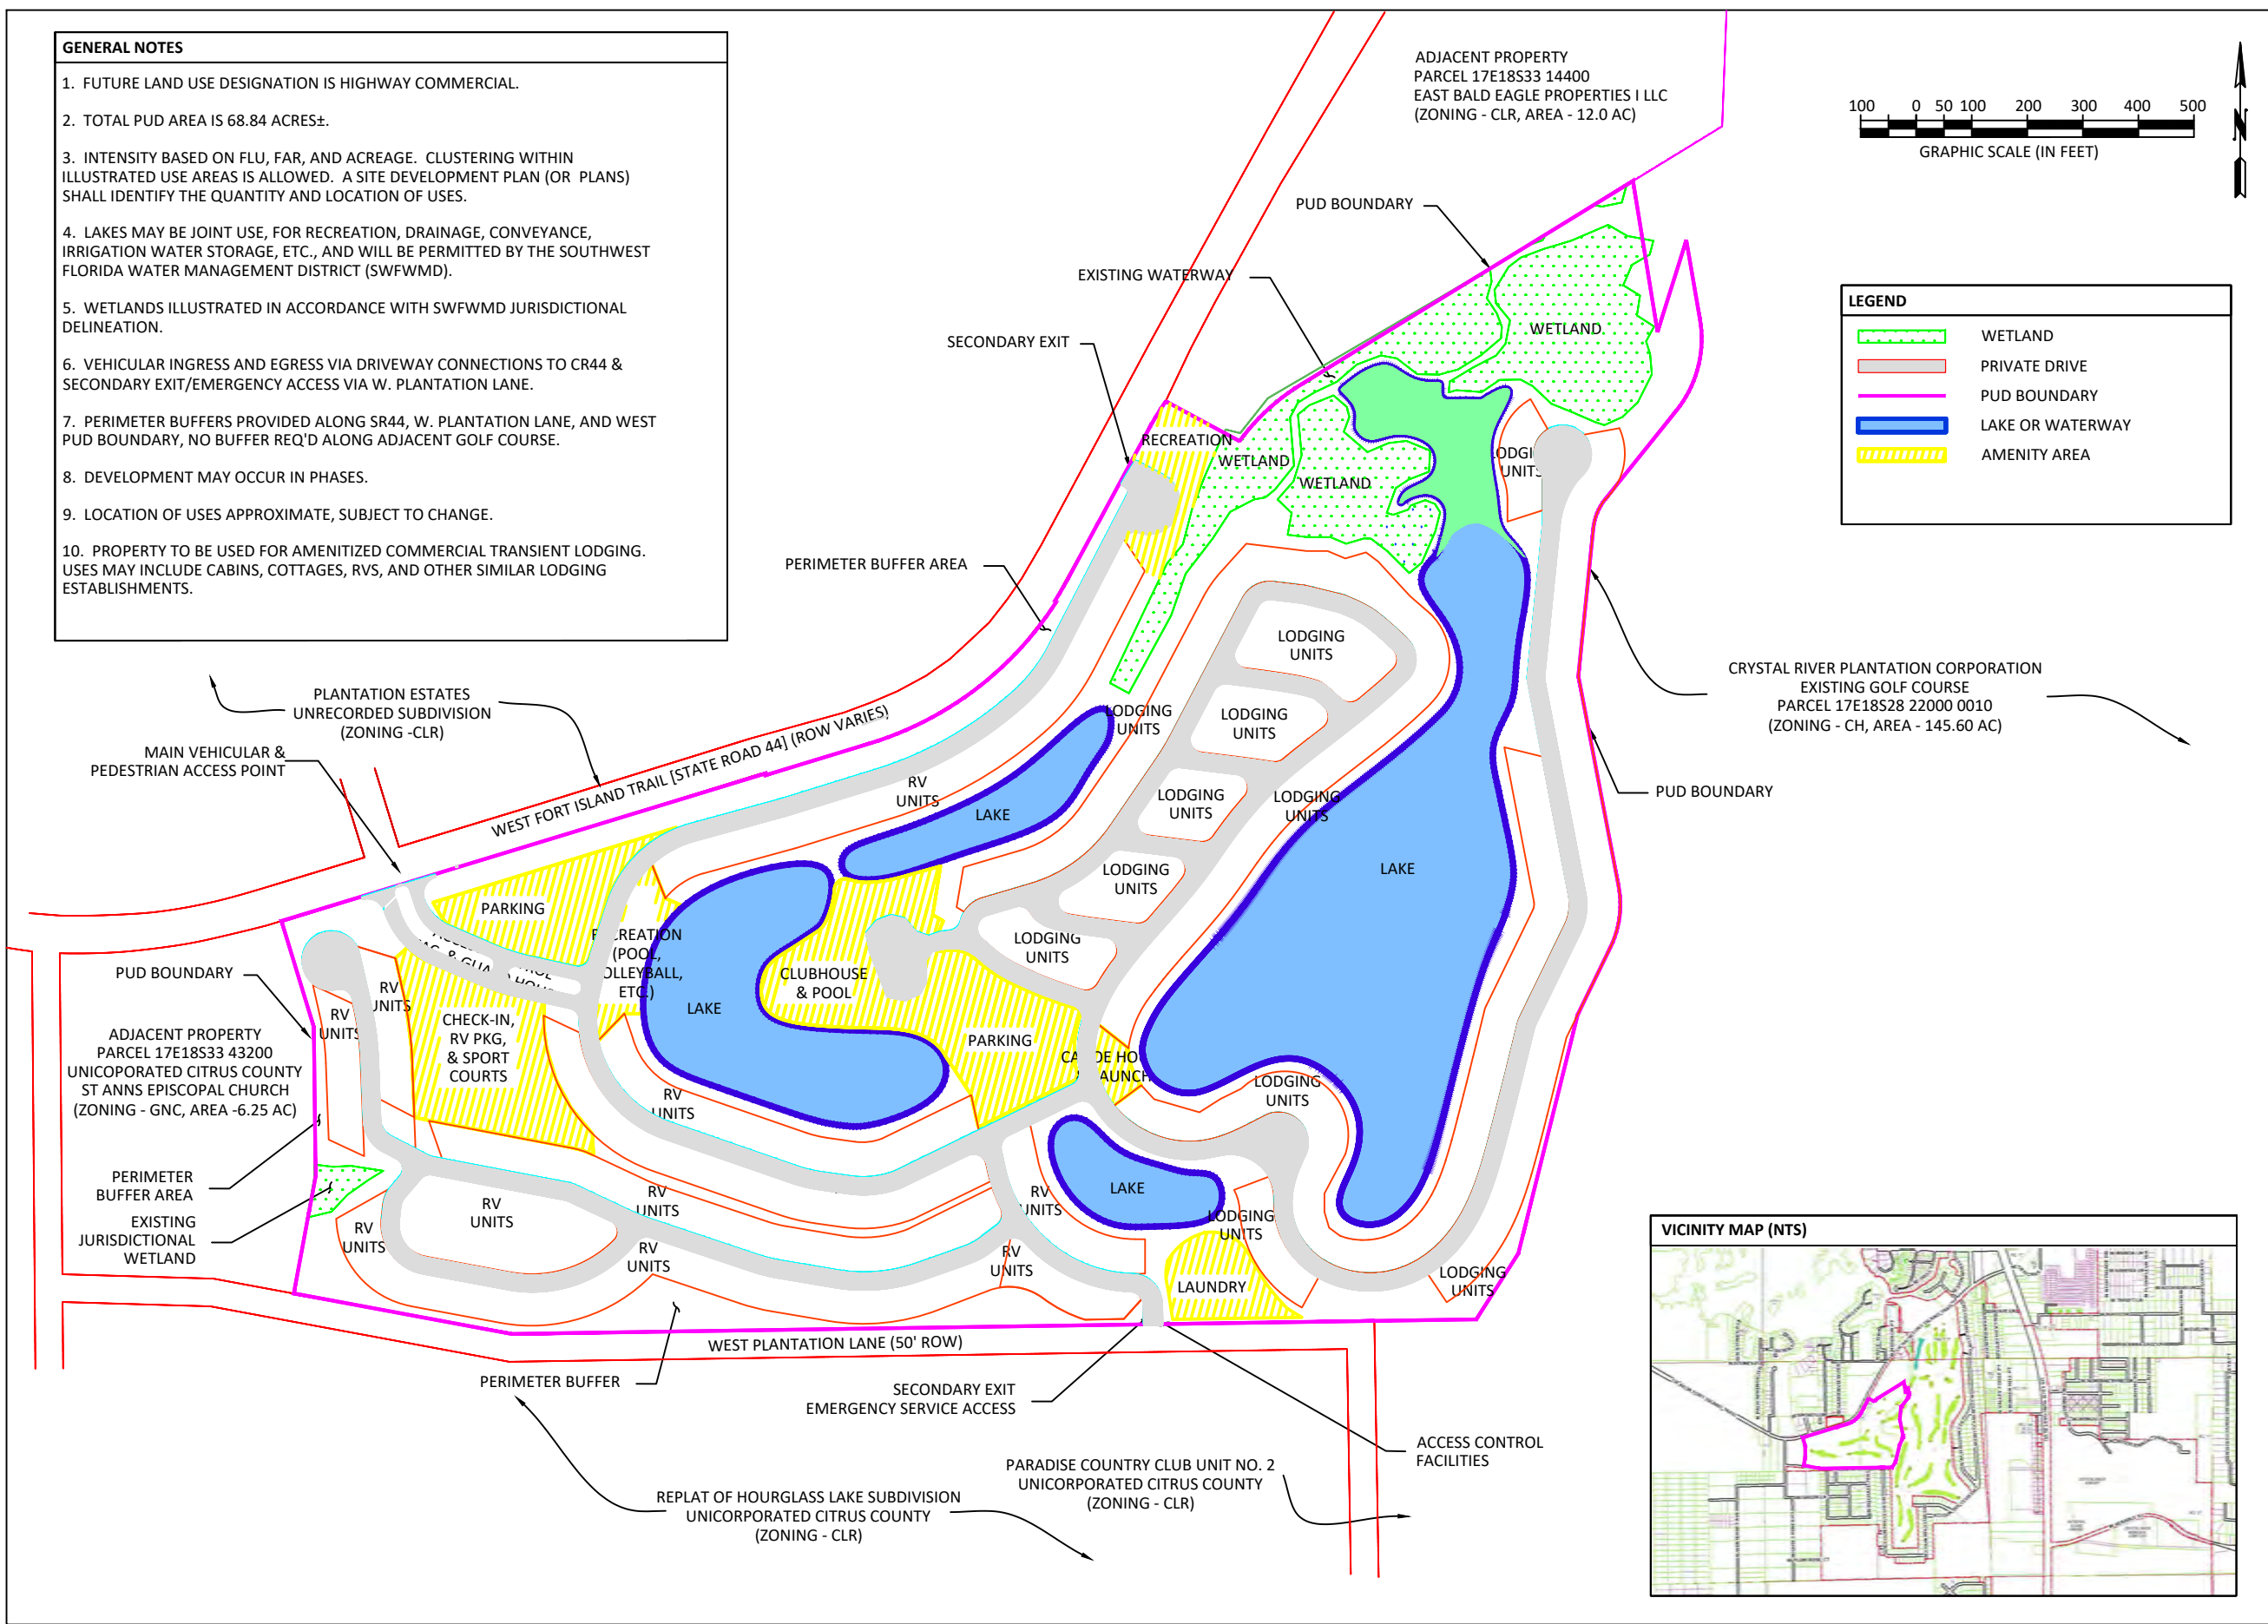 GENERAL NOTES
1. FUTURE LAND USE DESIGNATION IS HIGHWAY COMMERCIAL.
2. TOTAL PUD AREA IS 68.84 ACRES±.
3. INTENSITY BASED ON FLU, FAR, AND ACREAGE. CLUSTERING WITHIN
ILLUSTRATED USE AREAS IS ALLOWED. A SITE DEVELOPMENT PLAN (OR PLANS)
SHALL IDENTIFY THE QUANTITY AND LOCATION OF USES.
4. LAKES MAY BE JOINT USE, FOR RECREATION, DRAINAGE, CONVEYANCE,
IRRIGATION WATER STORAGE, ETC., AND WILL BE PERMITTED BY THE SOUTHWEST
FLORIDA WATER MANAGEMENT DISTRICT (SWFWMD).
5. WETLANDS ILLUSTRATED IN ACCORDANCE WITH SWFWMD JURISDICTIONAL
DELINEATION.
6. VEHICULAR INGRESS AND EGRESS VIA DRIVEWAY CONNECTIONS TO CR44 &
SECONDARY EXIT/EMERGENCY ACCESS VIA W. PLANTATION LANE.
7. PERIMETER BUFFERS PROVIDED ALONG SR44, W. PLANTATION LANE, AND WEST
PUD BOUNDARY, NO BUFFER REQ'D ALONG ADJACENT GOLF COURSE.
8. DEVELOPMENT MAY OCCUR IN PHASES.
9. LOCATION OF USES APPROXIMATE, SUBJECT TO CHANGE.
10. PROPERTY TO BE USED FOR AMENITIZED COMMERCIAL TRANSIENT LODGING.
USES MAY INCLUDE CABINS, COTTAGES, RVS, AND OTHER SIMILAR LODGING
ESTABLISHMENTS.
ADJACENT PROPERTY
PARCEL 17E18S33 14400
EAST BALD EAGLE PROPERTIES I LLC
(ZONING - CLR, AREA - 12.0 AC)
100 0 50 100 200 300 400 500
GRAPHIC SCALE (IN FEET)
N
LEGEND
WETLAND
PRIVATE DRIVE
PUD BOUNDARY
LAKE OR WATERWAY
AMENITY AREA
PUD BOUNDARY
EXISTING WATERWAY
SECONDARY EXIT
PERIMETER BUFFER AREA
WETLAND
RECREATION
WETLAND
WETLAND
LODGING
UNITS
LODGING
UNITS
LODGING
UNITS
LODGING
UNITS
LODGING
UNITS
LODGING
UNITS
LODGING
UNITS
LODGING
UNITS
CRYSTAL RIVER PLANTATION CORPORATION
EXISTING GOLF COURSE
PARCEL 17E18S28 22000 0010
(ZONING - CH, AREA - 145.60 AC)
PUD BOUNDARY
PLANTATION ESTATES
UNRECORDED SUBDIVISION
(ZONING -CLR)
MAIN VEHICULAR &
PEDESTRIAN ACCESS POINT
WEST FORT ISLAND TRAIL [STATE ROAD 44] (ROW VARIES)
RV
UNITS
LAKE
LAKE
PARKING
RECREATION
(POOL,
VOLLEYBALL,
ETC.)
LAKE
CLUBHOUSE
& POOL
PARKING
CHECK-IN,
RV PKG,
& SPORT
COURTS
RV
UNITS
RV
UNITS
PUD BOUNDARY
ADJACENT PROPERTY
PARCEL 17E18S33 43200
UNICOPORATED CITRUS COUNTY
ST ANNS EPISCOPAL CHURCH
(ZONING - GNC, AREA -6.25 AC)
PERIMETER
BUFFER AREA
EXISTING
JURISDICTIONAL
WETLAND
RV
UNITS
LODGING
UNITS
LAKE
RV
UNITS
RV
UNITS
RV
UNITS
RV
UNITS
RV
UNITS
RV
UNITS
LODGING
UNITS
LAUNDRY
LODGING
UNITS
WEST PLANTATION LANE (50' ROW)
PERIMETER BUFFER
SECONDARY EXIT
EMERGENCY SERVICE ACCESS
ACCESS CONTROL
FACILITIES
REPLAT OF HOURGLASS LAKE SUBDIVISION
UNICORPORATED CITRUS COUNTY
(ZONING - CLR)
PARADISE COUNTRY CLUB UNIT NO. 2
UNICORPORATED CITRUS COUNTY
(ZONING - CLR)
VICINITY MAP (NTS)